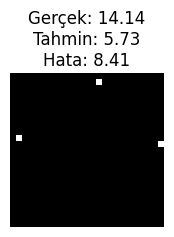 Gerçek: 14.14
Tahmin: 5.73
Hata: 8.41